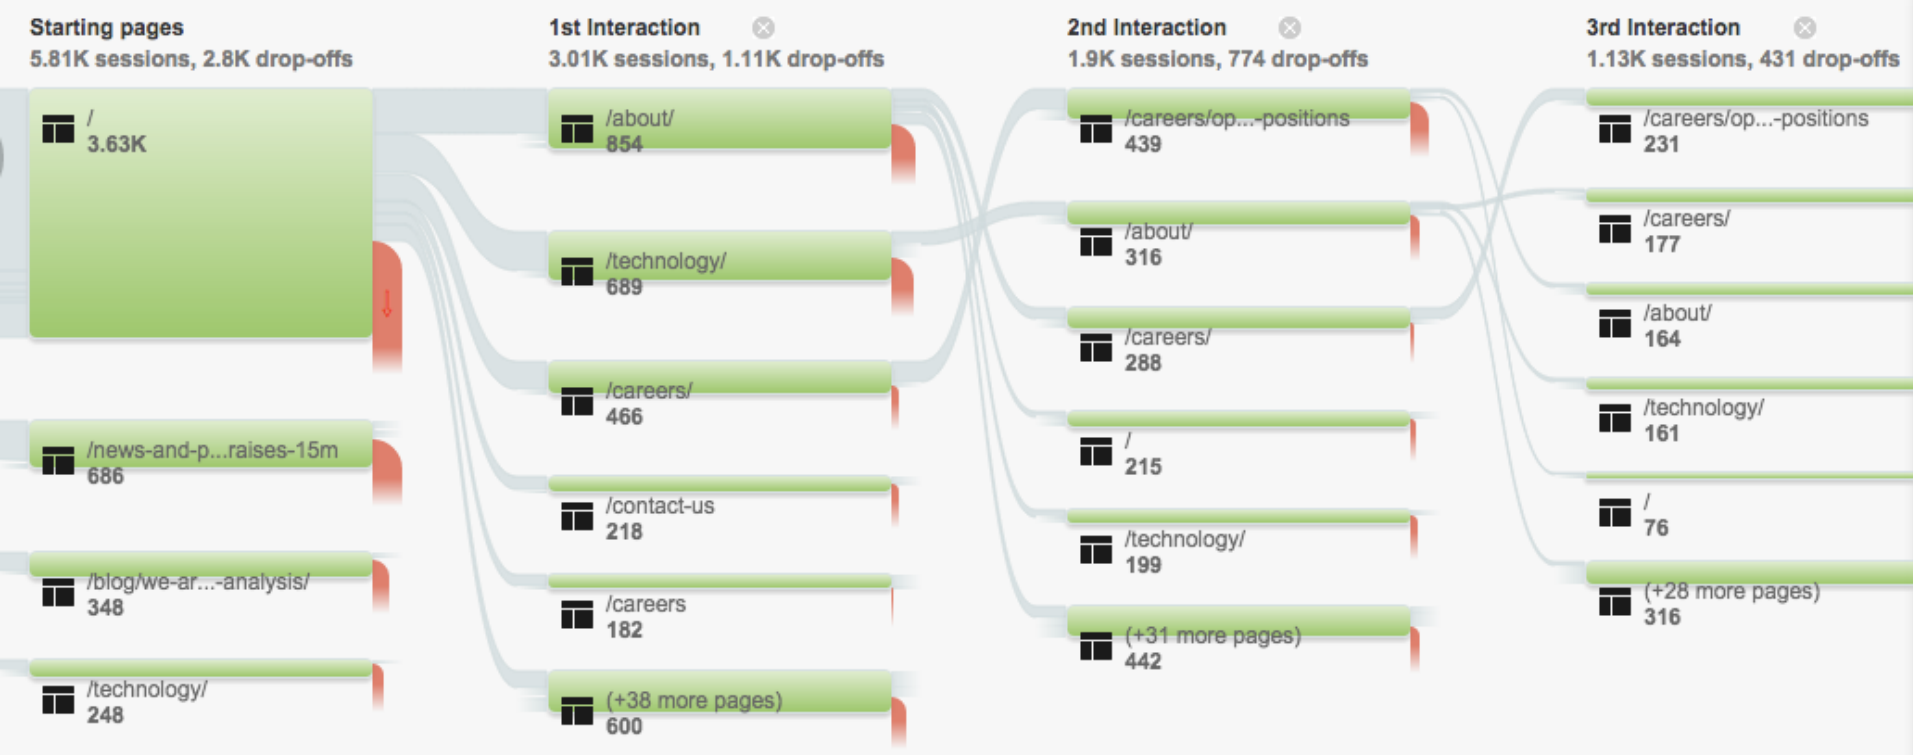 Starting pages
5.81K sessions, 2.8K drop-offs
/
3.63K
/news-and-p...raises-15m
686
/blog/we-ar...-analysis/
348
/technology/
248
1st Interaction
3.01K sessions, 1.11K drop-offs
/about/
854
/technology/
689
/careers/
466
/contact-us
218
/careers
182
(+38 more pages)
600
2nd Interaction
1.9K sessions, 774 drop-offs
/careers/op...-positions
439
/about/
316
/careers/
288
/
215
/technology/
199
(+31 more pages)
442
3rd Interaction
1.13K sessions, 431 drop-offs
/careers/op...-positions
231
/careers/
177
/about/
164
/technology/
161
/
76
(+28 more pages)
316